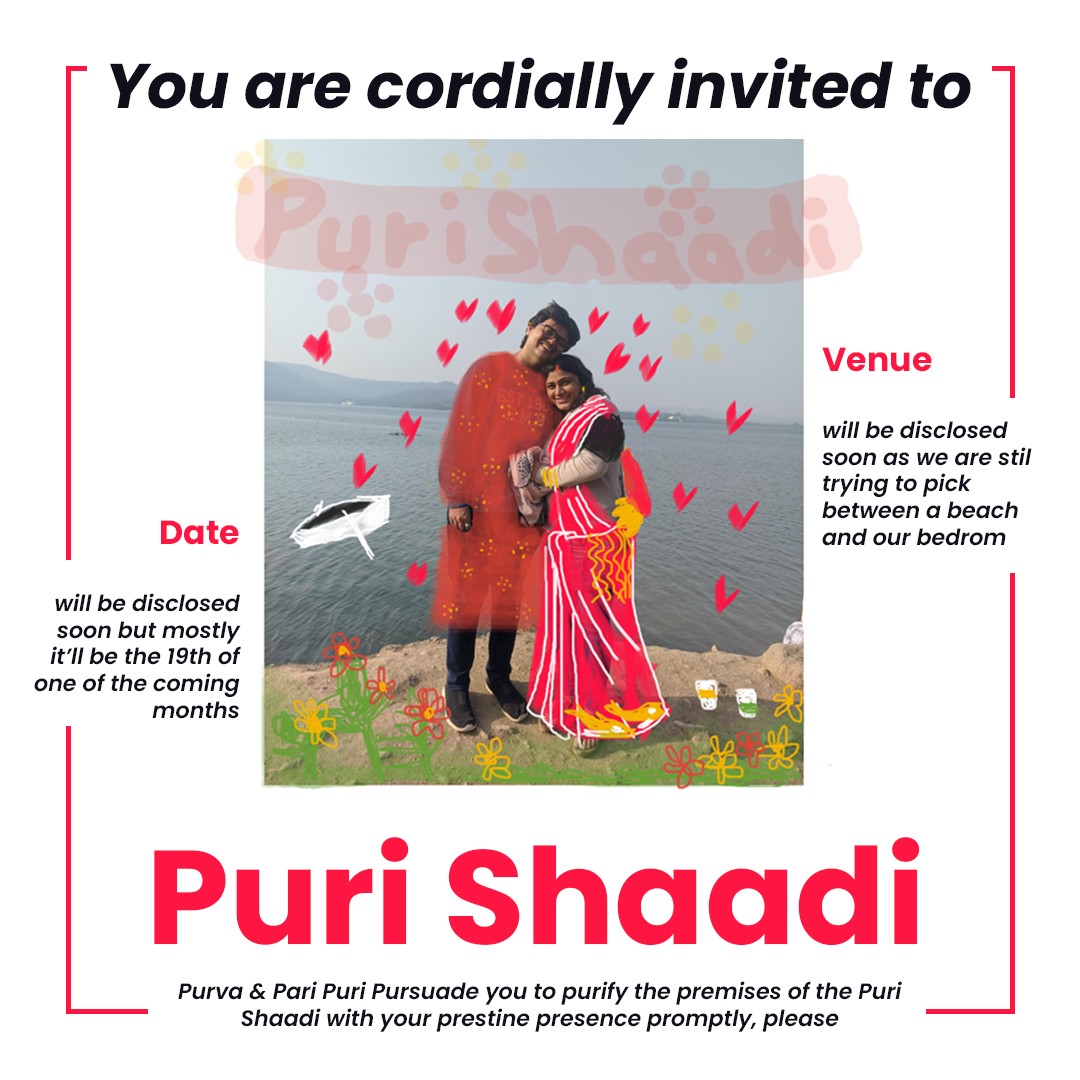 You are cordially invited to
Puri Shaadi
Venue
will be disclosed
soon as we are stil
trying to pick
between a beach
and our bedrom
Date
will be disclosed
soon but mostly
it’ll be the 19th of
one of the coming
months
Puri Shaadi
Purva & Pari Puri Pursuade you to purify the premises of the Puri
Shaadi with your prestine presence promptly, please